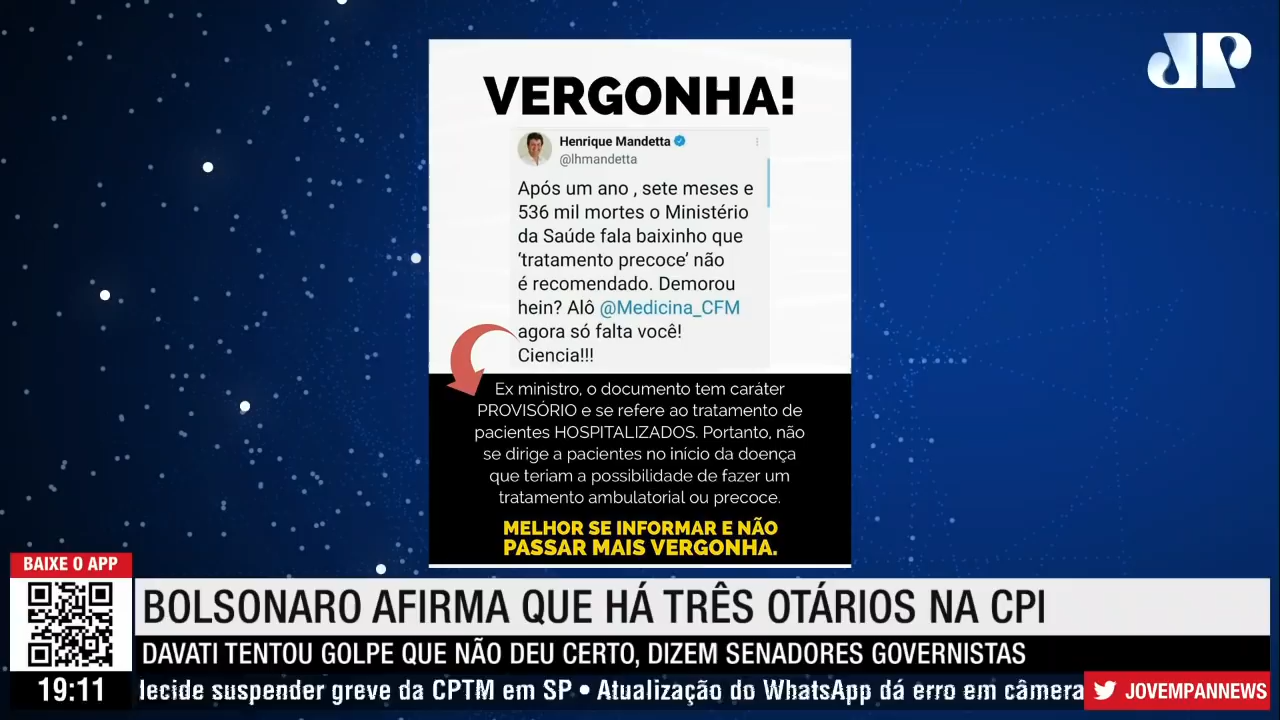 JP
VERGONHA!
Henrique Mandetta
@lhmandetta
Após um ano , sete meses e
536 mil mortes o Ministério
da Saúde fala baixinho que
‘tratamento precoce’ não
é recomendado. Demorou
hein? Alô @Medicina_CFM
agora só falta você!
Ciencia!!!
Ex ministro, o documento tem caráter
PROVISÓRIO e se refere ao tratamento de
pacientes HOSPITALIZADOS. Portanto, não
se dirige a pacientes no início da doença
que teriam a possibilidade de fazer um
tratamento ambulatorial ou precoce.
MELHOR SE INFORMAR E NÃO
PASSAR MAIS VERGONHA.
BAIXE O APP
BOLSONARO AFIRMA QUE HÁ TRÊS OTÁRIOS NA CPI
DAVATI TENTOU GOLPE QUE NÃO DEU CERTO, DIZEM SENADORES GOVERNISTAS
19:11 lecide suspender greve da CPTM em SP • Atualização do WhatsApp dá erro em câmera JOVEMPANNEWS